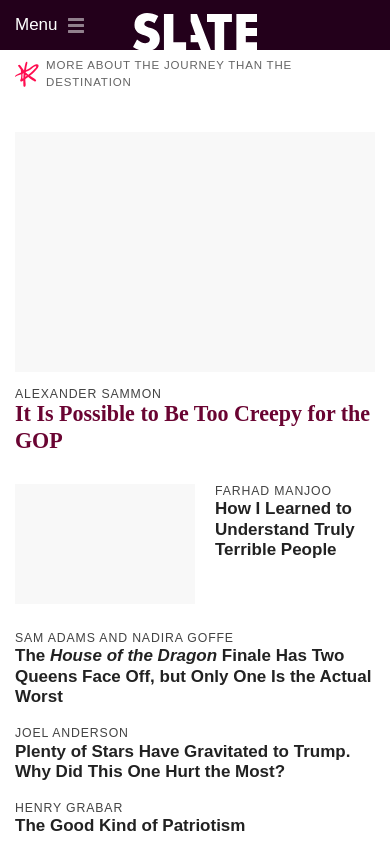 Menu
SLATE
MORE ABOUT THE JOURNEY THAN THE
DESTINATION
ALEXANDER SAMMON
It Is Possible to Be Too Creepy for the
GOP
FARHAD MANJOO
How I Learned to
Understand Truly
Terrible People
SAM ADAMS AND NADIRA GOFFE
The House of the Dragon Finale Has Two
Queens Face Off, but Only One Is the Actual
Worst
JOEL ANDERSON
Plenty of Stars Have Gravitated to Trump.
Why Did This One Hurt the Most?
HENRY GRABAR
The Good Kind of Patriotism